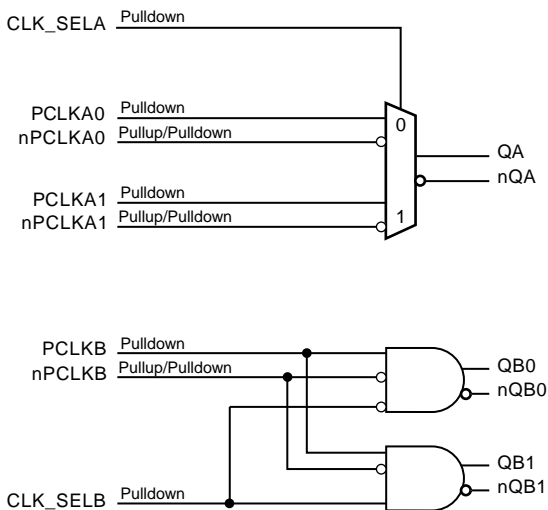 CLK_SELA Pulldown
PCLKA0 Pulldown
nPCLKA0 Pullup/Pulldown
0
QA
nQA
PCLKA1 Pulldown
nPCLKA1 Pullup/Pulldown
1
PCLKB Pulldown
nPCLKB Pullup/Pulldown
QB0
nQB0
QB1
nQB1
CLK_SELB Pulldown